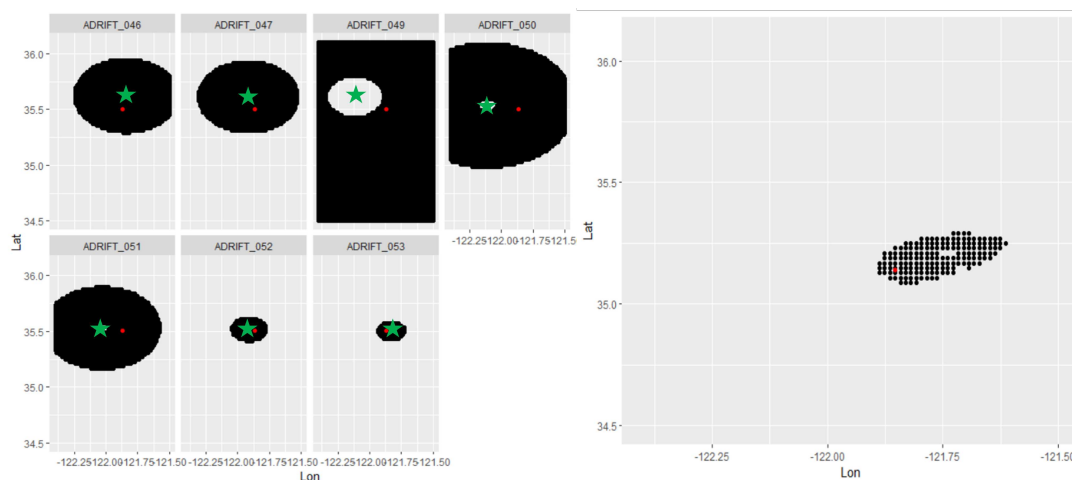 ADRIFT_046 ADRIFT_047 ADRIFT_049 ADRIFT_050
36.0
35.5
35.0
34.5
-122.25-122.00-121.75-121.50
ADRIFT_051 ADRIFT_052 ADRIFT_053
36.0
35.5
35.0
34.5
-122.25-122.00-121.75-121.50 -122.25-122.00-121.75-121.50 -122.25-122.00-121.75-121.50
Lat
Lon
36.0
35.5
35.0
34.5
-122.25 -122.00 -121.75 -121.50
Lat
Lon